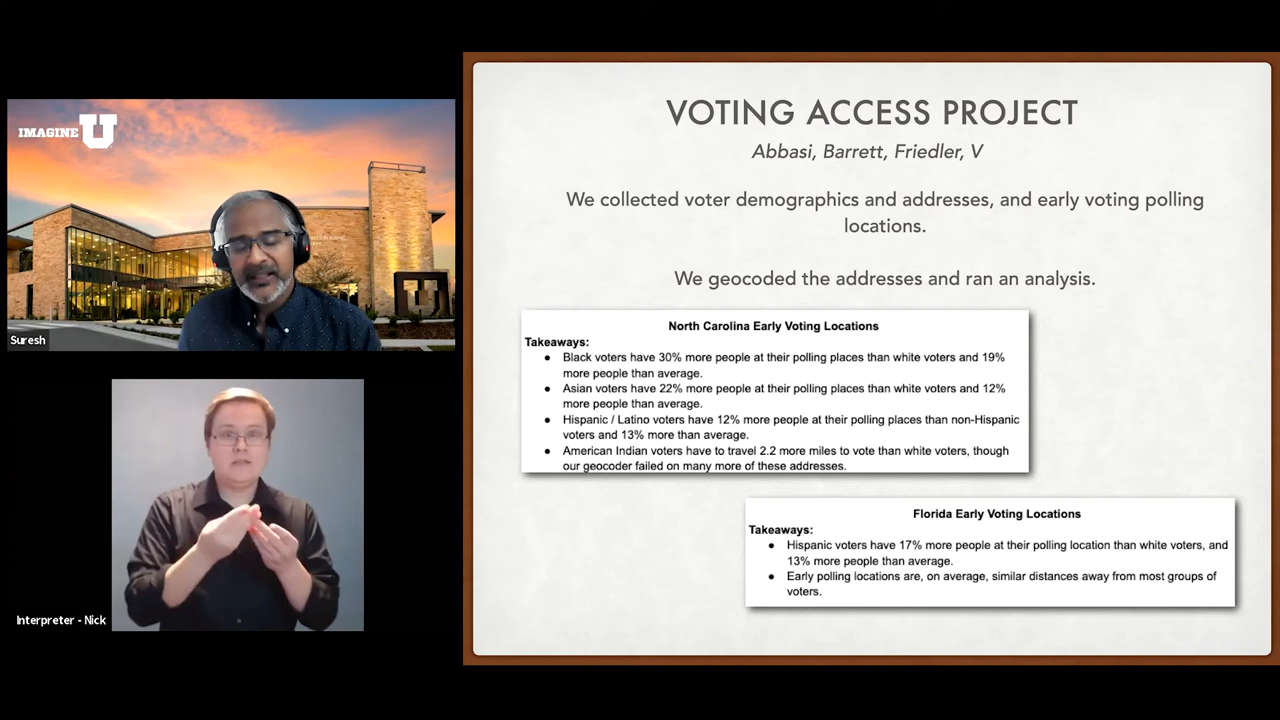 IMAGINE U
Suresh
Interpreter - Nick
VOTING ACCESS PROJECT
Abbasi, Barrett, Friedler, V
We collected voter demographics and addresses, and early voting polling
locations.
We geocoded the addresses and ran an analysis.
North Carolina Early Voting Locations
Takeaways:
● Black voters have 30% more people at their polling places than white voters and 19%
more people than average.
● Asian voters have 22% more people at their polling places than white voters and 12%
more people than average.
● Hispanic / Latino voters have 12% more people at their polling places than non-Hispanic
voters and 13% more than average.
● American Indian voters have to travel 2.2 more miles to vote than white voters, though
our geocoder failed on many more of these addresses.
Florida Early Voting Locations
Takeaways:
● Hispanic voters have 17% more people at their polling location than white voters, and
13% more people than average.
● Early polling locations are, on average, similar distances away from most groups of
voters.